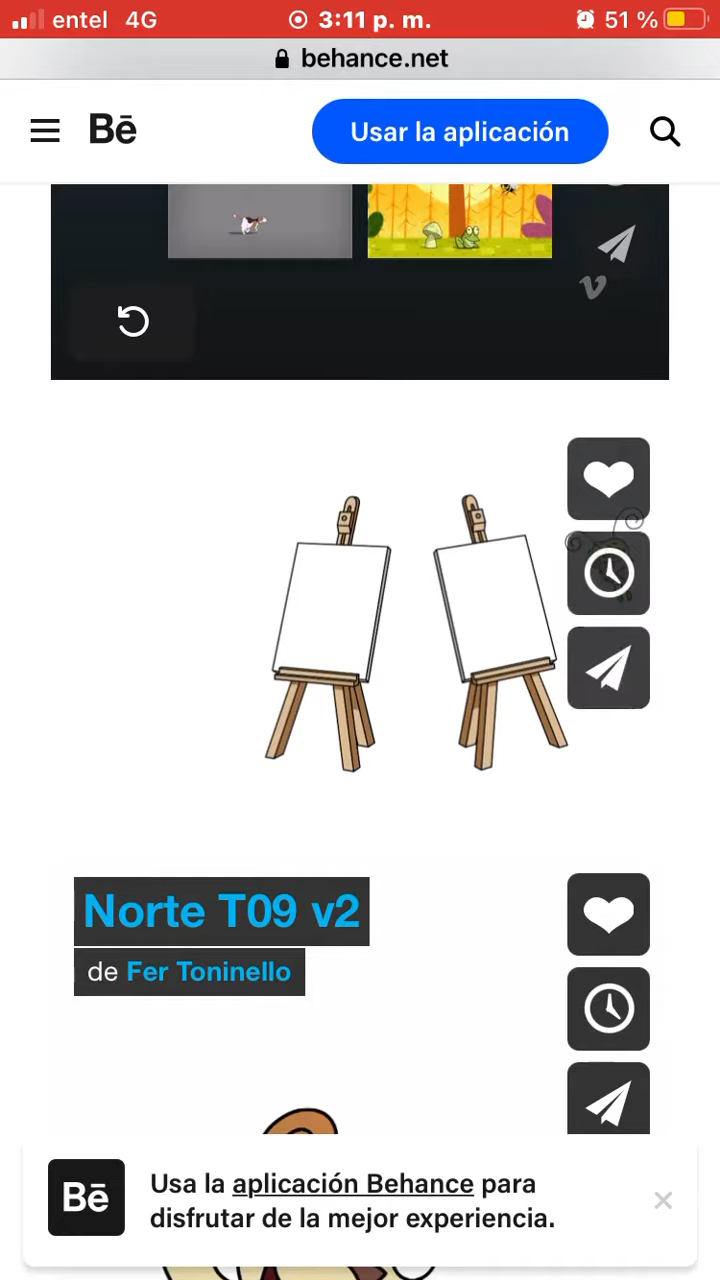 entel 4G 3:11 p. m. 51 %
behance.net
Bē Usar la aplicación
Norte T09 v2
de Fer Toninello
Bē
Usa la aplicación Behance para
disfrutar de la mejor experiencia.